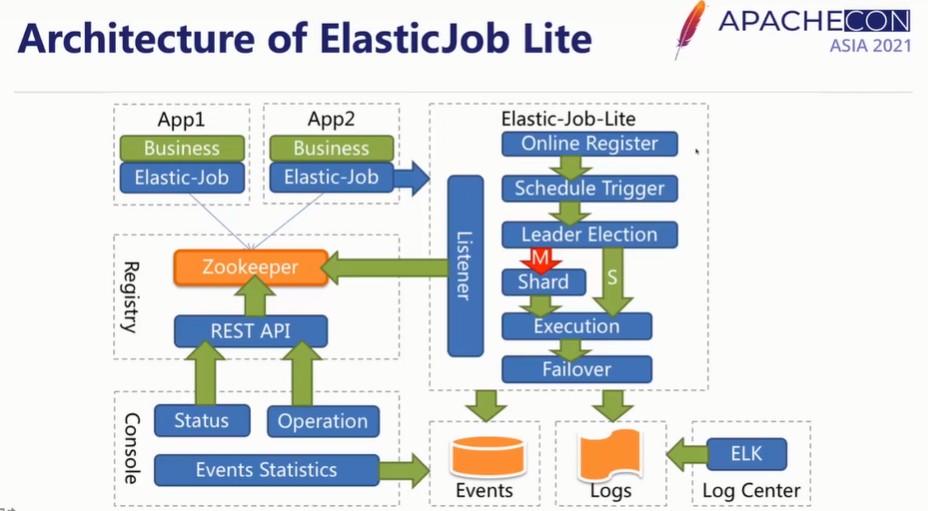 Architecture of ElasticJob Lite
APACHECON
ASIA 2021
App1
Business
Elastic-Job
App2
Business
Elastic-Job
Elastic-Job-Lite
Online Register
Schedule Trigger
Leader Election
M
S
Shard
Execution
Failover
Listener
Registry
Zookeeper
REST API
Console
Status
Operation
Events Statistics
Events
Logs
ELK
Log Center